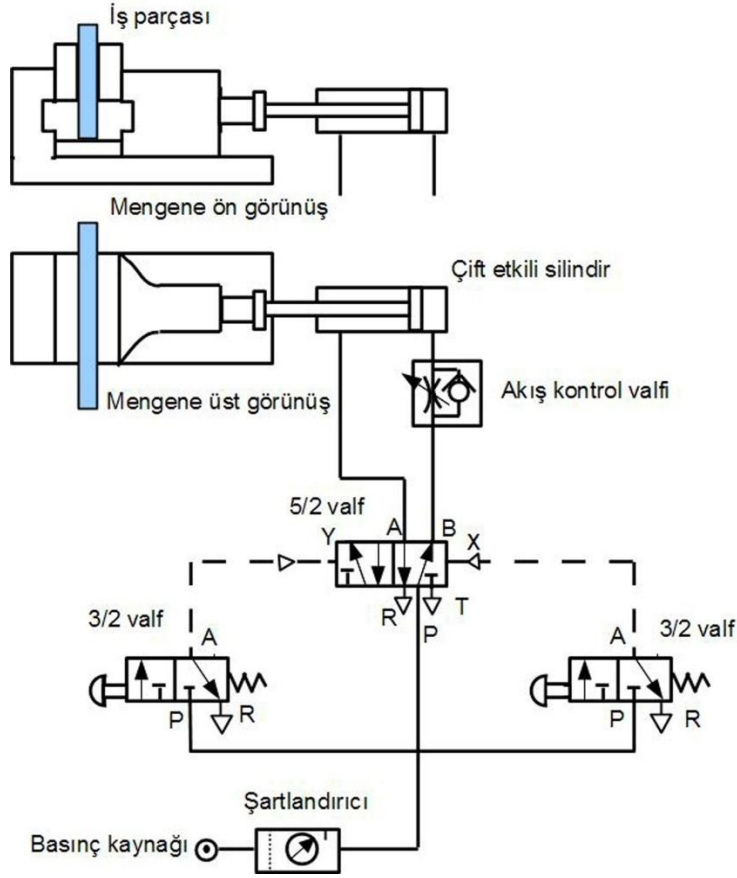 İş parçası
Mengene ön görünüş
Çift etkili silindir
Mengene üst görünüş
Akış kontrol valfi
5/2 valf
Y
A
B
X
R
P
T
3/2 valf
A
P
R
A
3/2 valf
P
R
Şartlandırıcı
Basınç kaynağı